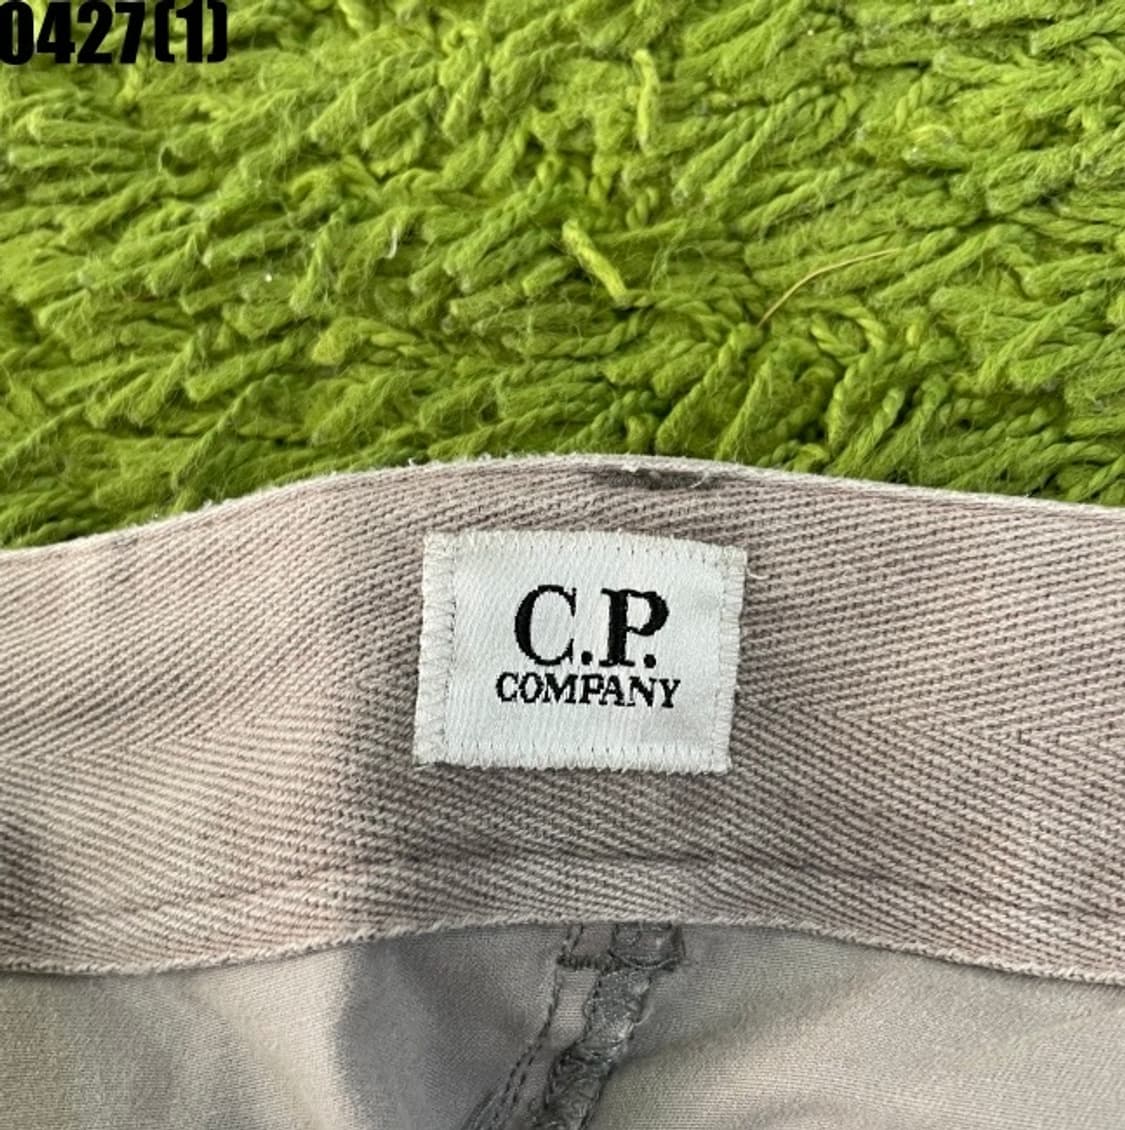 0427(1)
C.P.
COMPANY